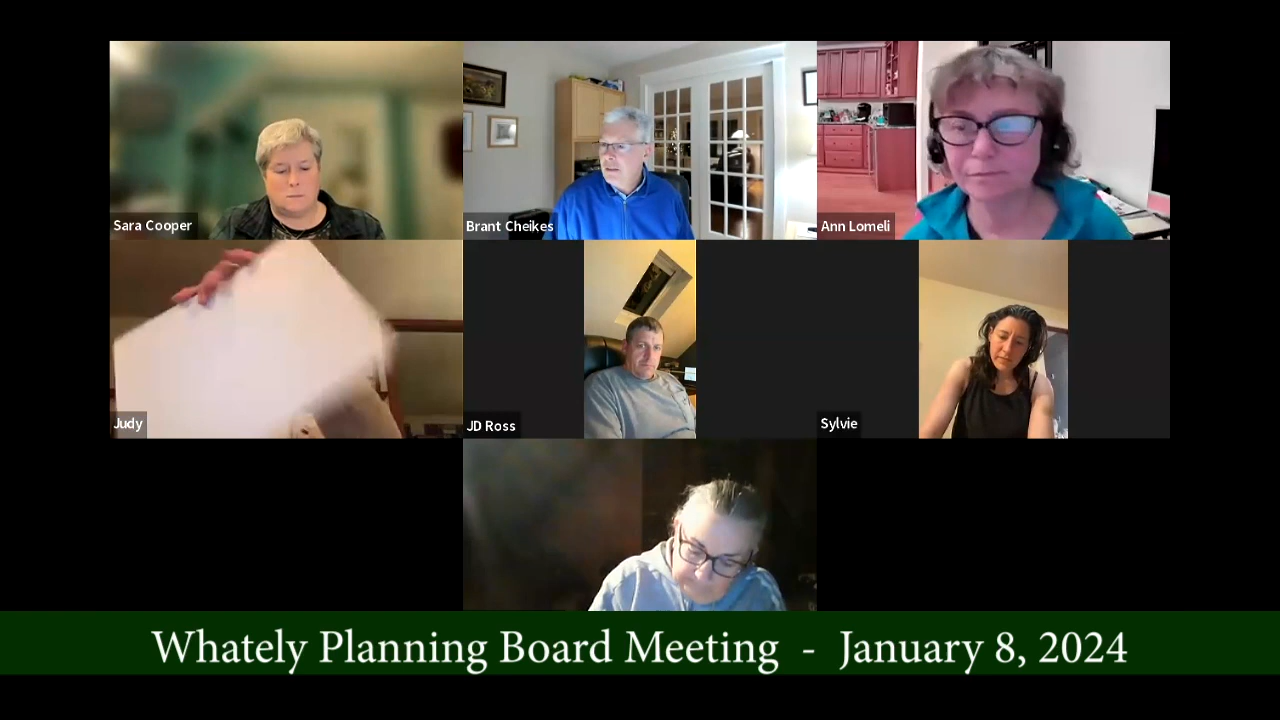 Sara Cooper
Brant Cheikes
Ann Lomeli
Judy
JD Ross
Sylvie
Whately Planning Board Meeting - January 8, 2024